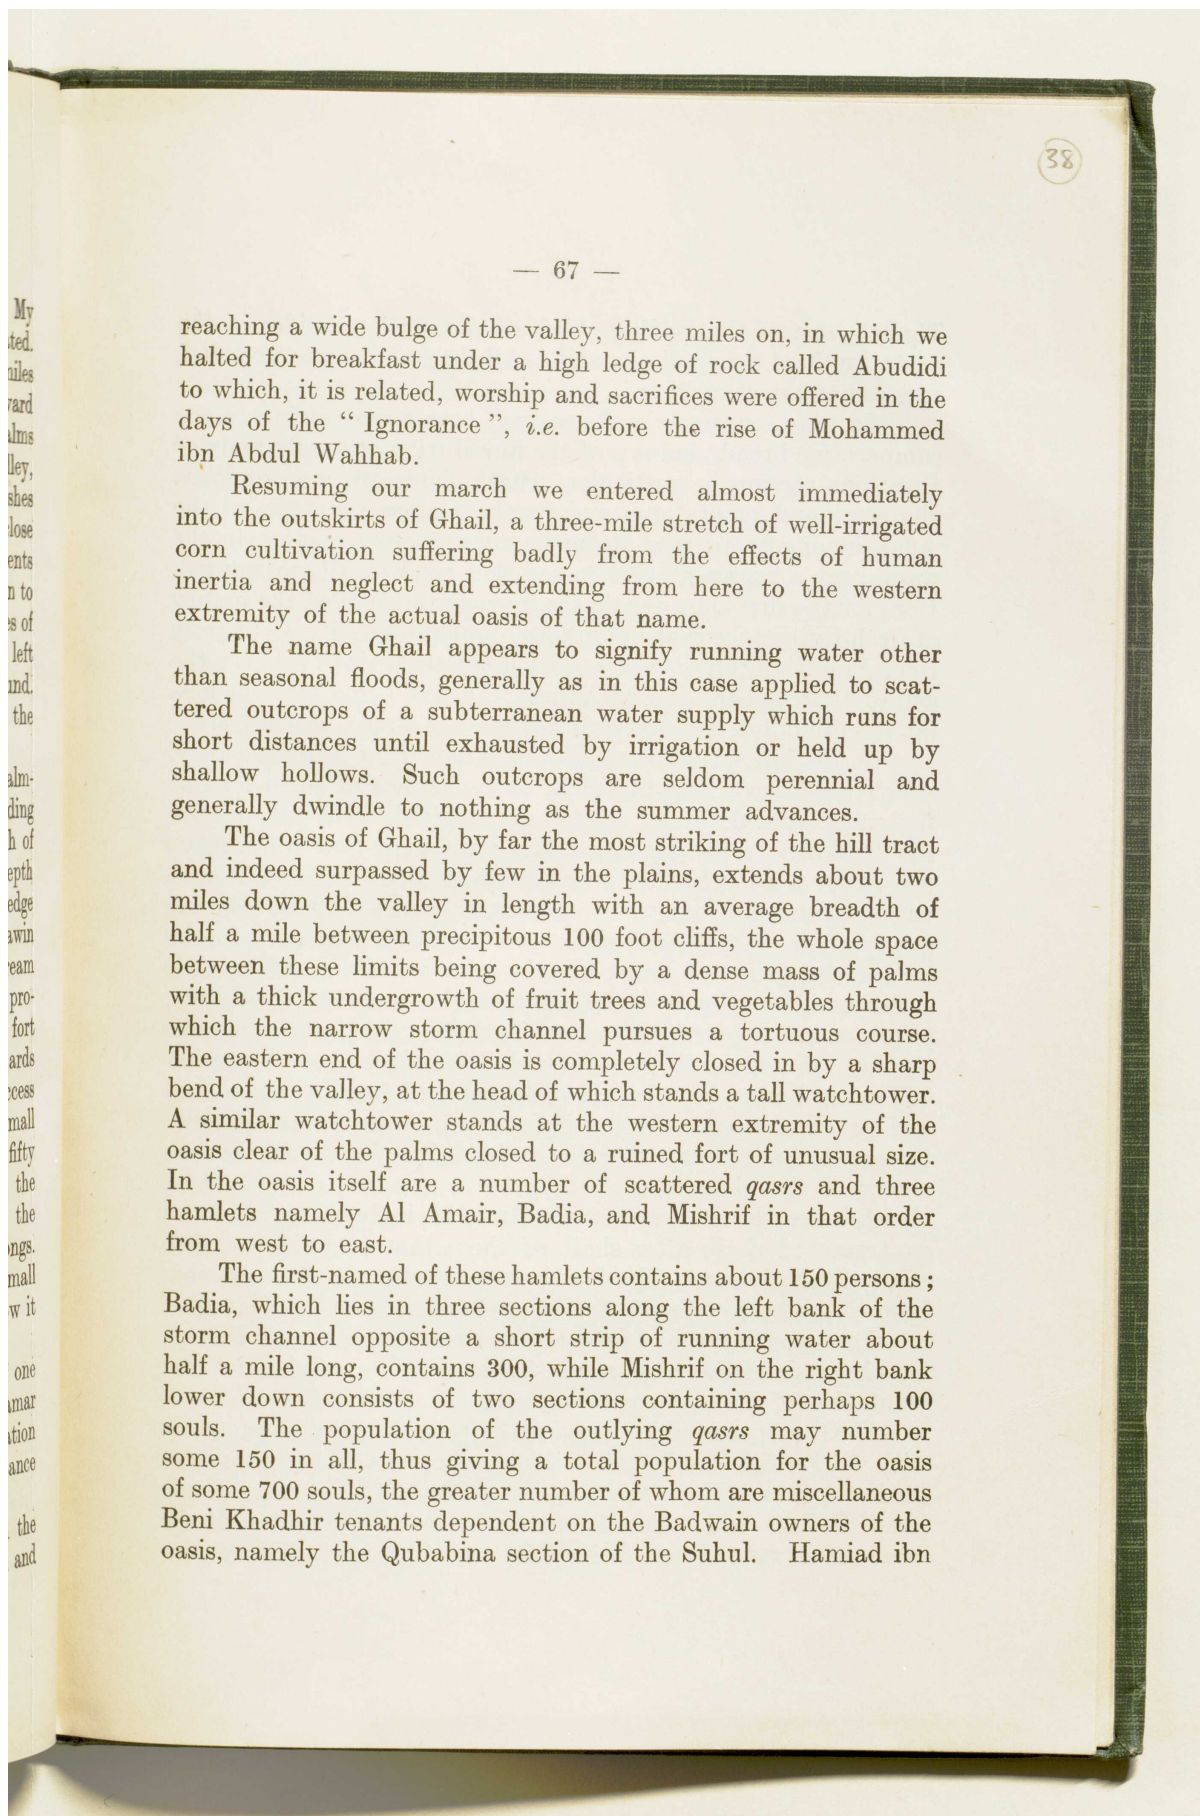 38
— 67 —
reaching a wide bulge of the valley, three miles on, in which we
halted for breakfast under a high ledge of rock called Abudidi
to which, it is related, worship and sacrifices were offered in the
days of the “ Ignorance ”, i.e. before the rise of Mohammed
ibn Abdul Wahhab.
Resuming our march we entered almost immediately
into the outskirts of Ghail, a three-mile stretch of well-irrigated
corn cultivation suffering badly from the effects of human
inertia and neglect and extending from here to the western
extremity of the actual oasis of that name.
The name Ghail appears to signify running water other
than seasonal floods, generally as in this case applied to scat-
tered outcrops of a subterranean water supply which runs for
short distances until exhausted by irrigation or held up by
shallow hollows. Such outcrops are seldom perennial and
generally dwindle to nothing as the summer advances.
The oasis of Ghail, by far the most striking of the hill tract
and indeed surpassed by few in the plains, extends about two
miles down the valley in length with an average breadth of
half a mile between precipitous 100 foot cliffs, the whole space
between these limits being covered by a dense mass of palms
with a thick undergrowth of fruit trees and vegetables through
which the narrow storm channel pursues a tortuous course.
The eastern end of the oasis is completely closed in by a sharp
bend of the valley, at the head of which stands a tall watchtower.
A similar watchtower stands at the western extremity of the
oasis clear of the palms closed to a ruined fort of unusual size.
In the oasis itself are a number of scattered qasrs and three
hamlets namely Al Amair, Badia, and Mishrif in that order
from west to east.
The first-named of these hamlets contains about 150 persons ;
Badia, which lies in three sections along the left bank of the
storm channel opposite a short strip of running water about
half a mile long, contains 300, while Mishrif on the right bank
lower down consists of two sections containing perhaps 100
souls. The population of the outlying qasrs may number
some 150 in all, thus giving a total population for the oasis
of some 700 souls, the greater number of whom are miscellaneous
Beni Khadhir tenants dependent on the Badwain owners of the
oasis, namely the Qubabina section of the Suhul. Hamiad ibn